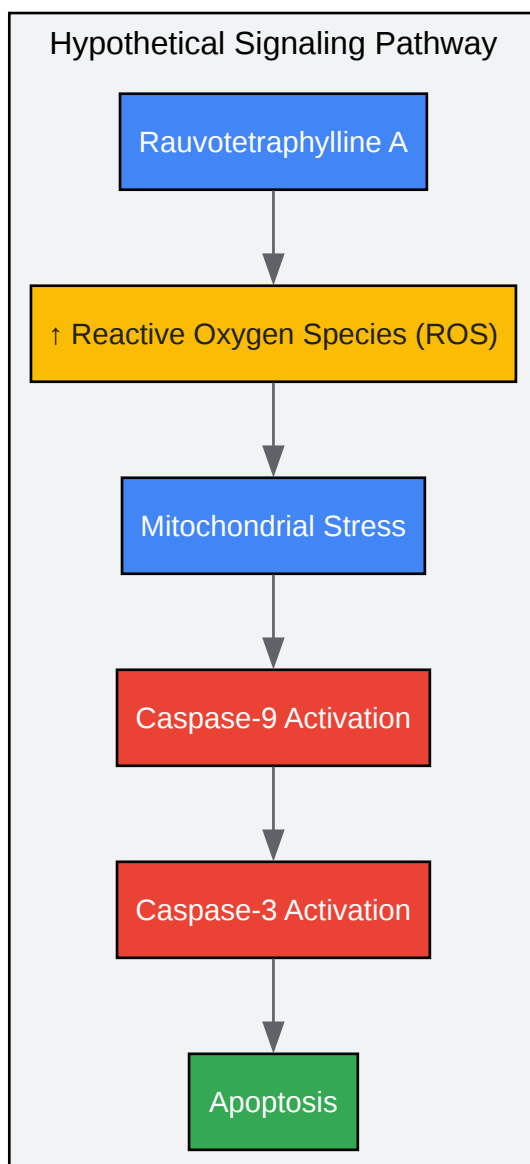 Hypothetical Signaling Pathway
Rauvotetraphylline A
↑ Reactive Oxygen Species (ROS)
Mitochondrial Stress
Caspase-9 Activation
Caspase-3 Activation
Apoptosis